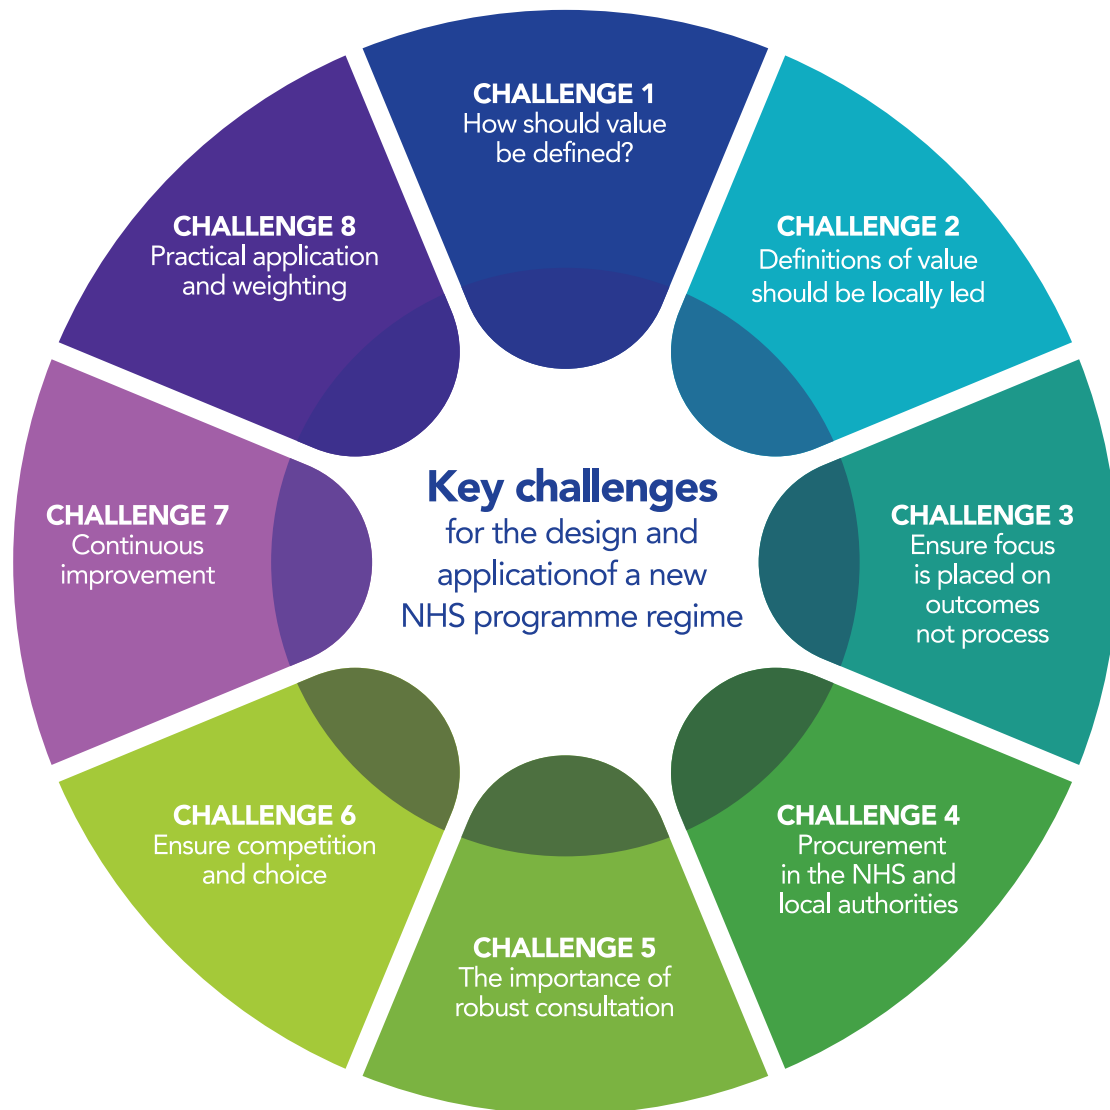 CHALLENGE 1
How should value
be defined?
CHALLENGE 2
Definitions of value
should be locally led
CHALLENGE 3
Ensure focus
is placed on
outcomes
not process
CHALLENGE 4
Procurement
in the NHS and
local authorities
CHALLENGE 5
The importance of
robust consultation
CHALLENGE 6
Ensure competition
and choice
CHALLENGE 7
Continuous
improvement
CHALLENGE 8
Practical application
and weighting
Key challenges
for the design and
applicationof a new
NHS programme regime